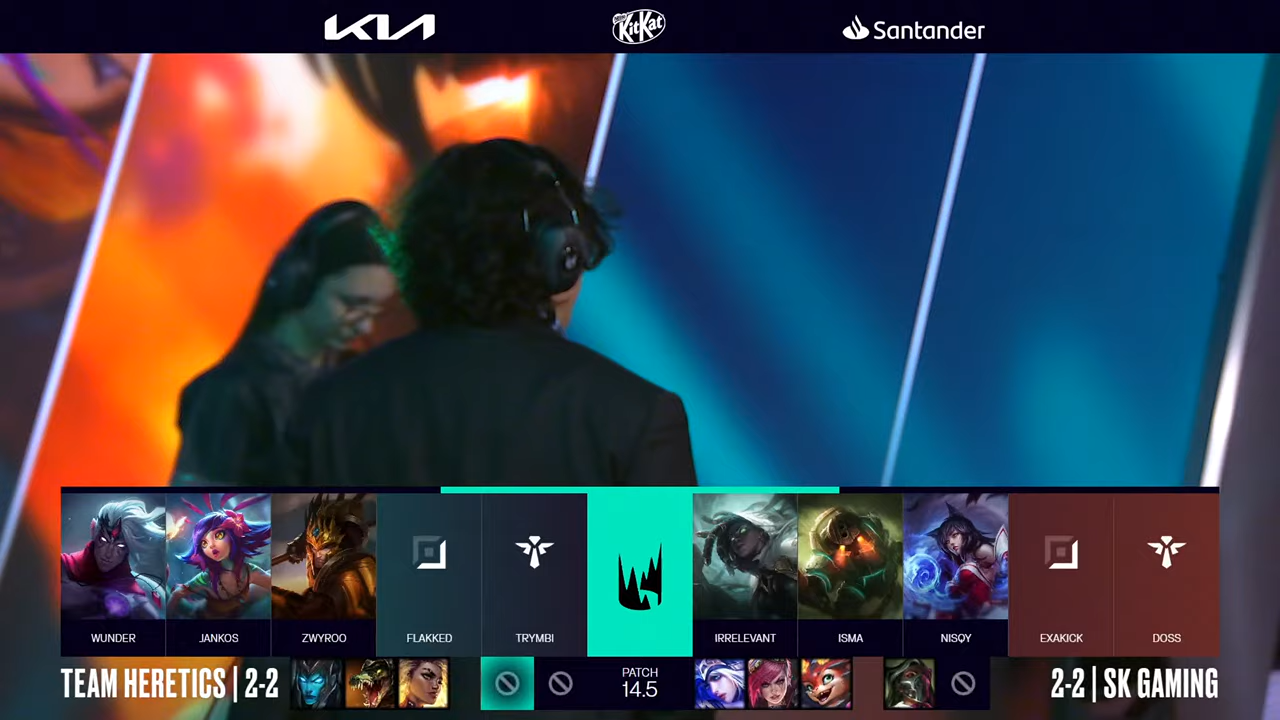 KIA
Nestlé KitKat
Santander
WUNDER
JANKOS
ZWYROO
FLAKKED
TRYMBI
IRRELEVANT
ISMA
NISQY
EXAKICK
DOSS
TEAM HERETICS | 2-2
PATCH
14.5
2-2 | SK GAMING